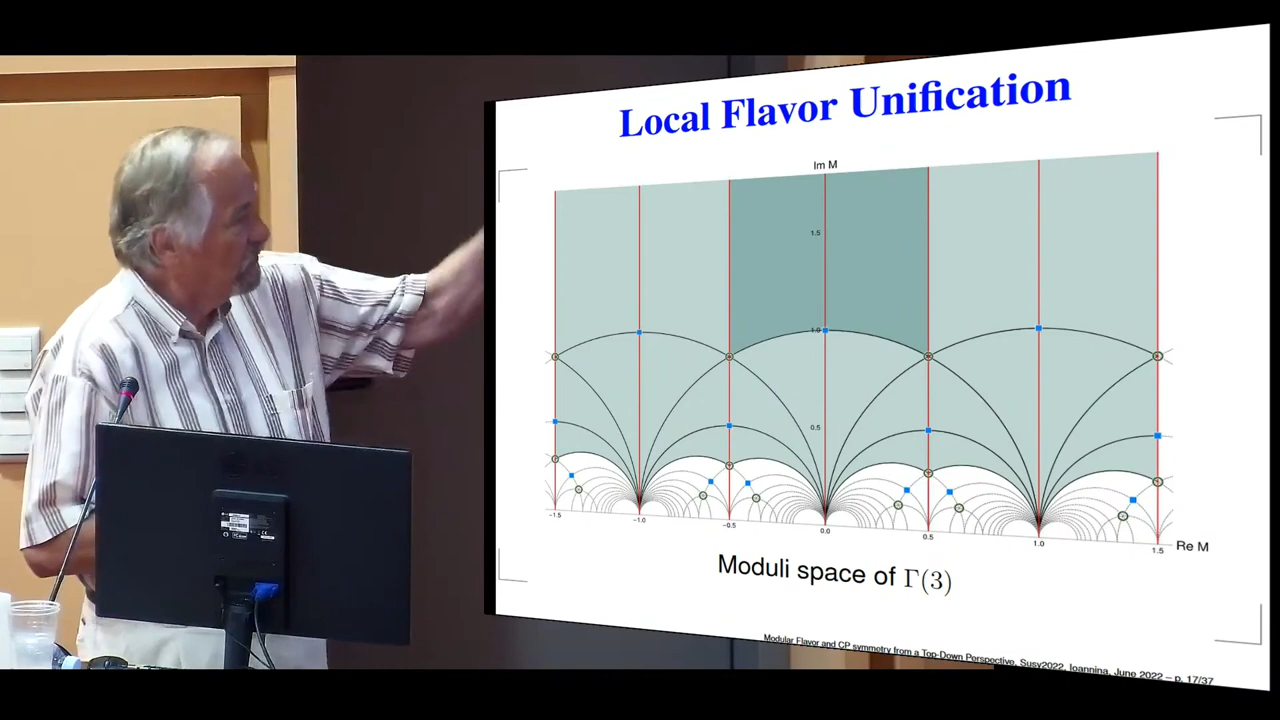 Local Flavor Unification
Im M
1.5
1.0
0.5
−1.5
−1.0
−0.5
0.0
0.5
1.0
1.5
Re M
Moduli space of Γ(3)
Modular Flavor and CP symmetry from a Top-Down Perspective, Susy2022, Ioannina, June 2022 – p. 17/37